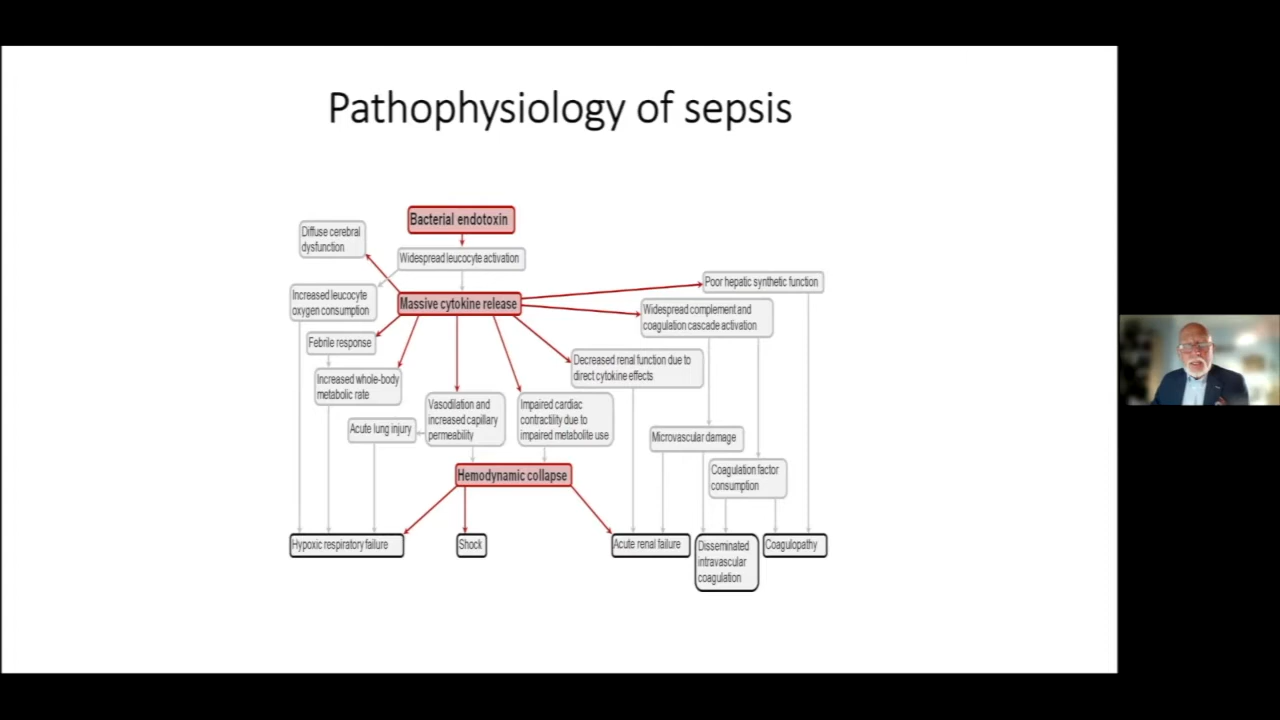 Pathophysiology of sepsis
Bacterial endotoxin
Diffuse cerebral
dysfunction
Widespread leucocyte activation
Poor hepatic synthetic function
Increased leucocyte
oxygen consumption
Massive cytokine release
Widespread complement and
coagulation cascade activation
Febrile response
Decreased renal function due to
direct cytokine effects
Increased whole-body
metabolic rate
Vasodilation and
increased capillary
permeability
Impaired cardiac
contractility due to
impaired metabolite use
Acute lung injury
Microvascular damage
Coagulation factor
consumption
Hemodynamic collapse
Hypoxic respiratory failure
Shock
Acute renal failure
Disseminated
intravascular
coagulation
Coagulopathy